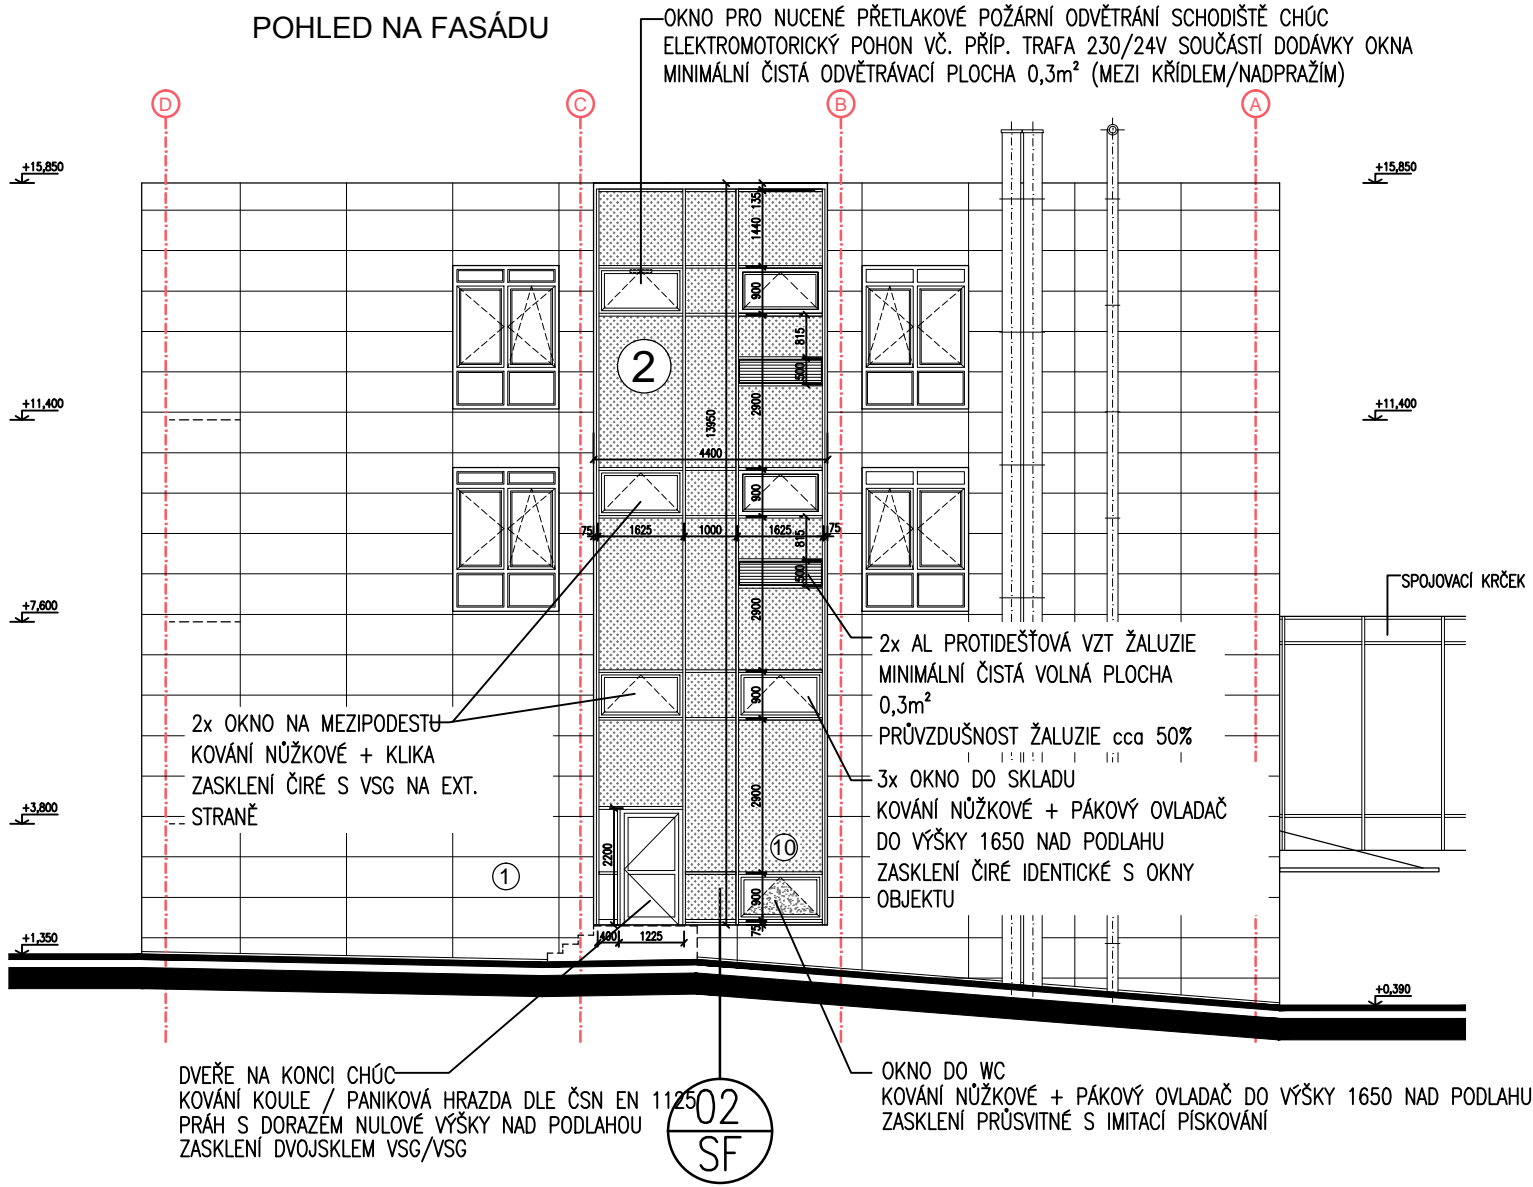 POHLED NA FASÁDU
OKNO PRO NUCENÉ PŘETLAKOVÉ POŽÁRNÍ ODVĚTRÁNÍ SCHODIŠTĚ CHÚC
ELEKTROMOTORICKÝ POHON VČ. PŘÍP. TRAFA 230/24V SOUČÁSTÍ DODÁVKY OKNA
MINIMÁLNÍ ČISTÁ ODVĚTRÁVACÍ PLOCHA 0,3m² (MEZI KŘÍDLEM/NADPRAŽÍM)
D
C
B
A
+15,850
+15,850
135
1440
900
815
2
500
+11,400
+11,400
2900
13950
4400
900
75
1625
1000
1625
75
815
500
SPOJOVACÍ KRČEK
+7,600
2900
2x AL PROTIDEŠŤOVÁ VZT ŽALUZIE
MINIMÁLNÍ ČISTÁ VOLNÁ PLOCHA
0,3m²
PRŮVZDUŠNOST ŽALUZIE cca 50%
900
2x OKNO NA MEZIPODESTU
KOVÁNÍ NŮŽKOVÉ + KLIKA
ZASKLENÍ ČIRÉ S VSG NA EXT.
STRANĚ
3x OKNO DO SKLADU
KOVÁNÍ NŮŽKOVÉ + PÁKOVÝ OVLADAČ
DO VÝŠKY 1650 NAD PODLAHU
ZASKLENÍ ČIRÉ IDENTICKÉ S OKNY
OBJEKTU
+3,800
2900
2200
10
1
900
75
400
1225
+1,350
+0,390
DVEŘE NA KONCI CHÚC
KOVÁNÍ KOULE / PANIKOVÁ HRAZDA DLE ČSN EN 1125
PRÁH S DORAZEM NULOVÉ VÝŠKY NAD PODLAHOU
ZASKLENÍ DVOJSKLEM VSG/VSG
02
SF
OKNO DO WC
KOVÁNÍ NŮŽKOVÉ + PÁKOVÝ OVLADAČ DO VÝŠKY 1650 NAD PODLAHU
ZASKLENÍ PRŮSVITNÉ S IMITACÍ PÍSKOVÁNÍ